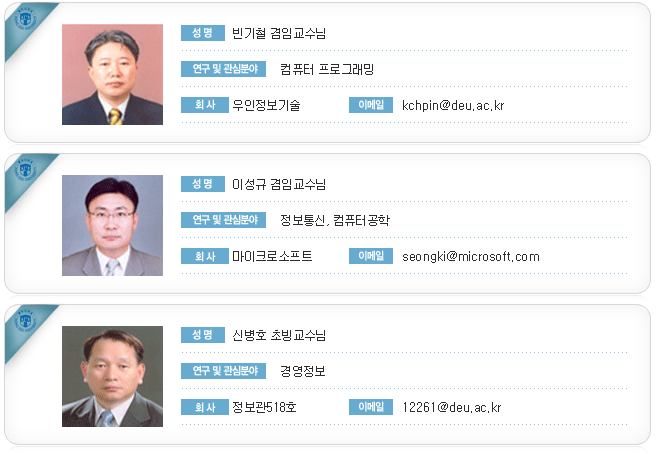 성 명 빈기철 겸임교수님
연구 및 관심분야 컴퓨터 프로그래밍
회 사 우인정보기술 이메일 kchpin@deu.ac.kr
성 명 이성규 겸임교수님
연구 및 관심분야 정보통신, 컴퓨터공학
회 사 마이크로소프트 이메일 seongki@microsoft.com
성 명 신병호 초빙교수님
연구 및 관심분야 경영정보
회 사 정보관518호 이메일 12261@deu.ac.kr